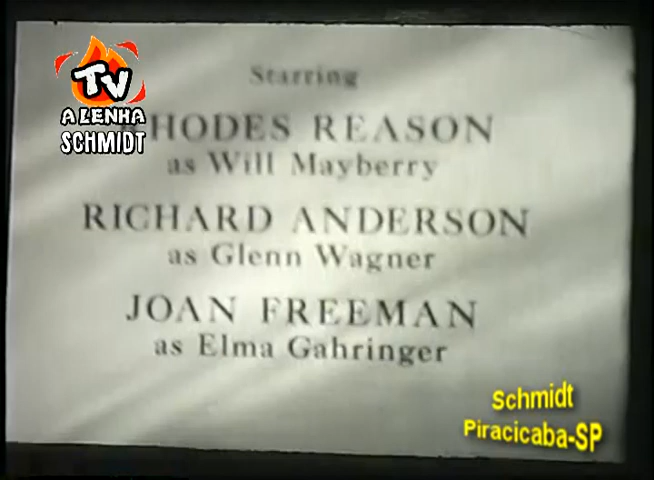 TV
A LENHA
SCHMIDT
Starring
RHODES REASON
as Will Mayberry
RICHARD ANDERSON
as Glenn Wagner
JOAN FREEMAN
as Elma Gahringer
Schmidt
Piracicaba-SP